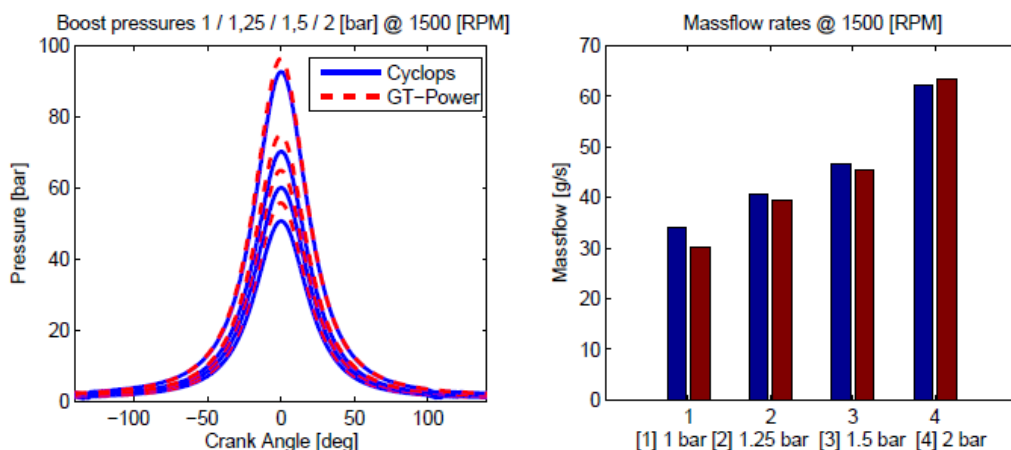 Boost pressures 1 / 1,25 / 1,5 / 2 [bar] @ 1500 [RPM]
100
80
60
40
20
0
Pressure [bar]
Cyclops
GT-Power
−100
−50
0
50
100
Crank Angle [deg]
Massflow rates @ 1500 [RPM]
70
60
50
40
30
20
10
0
Massflow [g/s]
1
2
3
4
[1] 1 bar [2] 1.25 bar [3] 1.5 bar [4] 2 bar